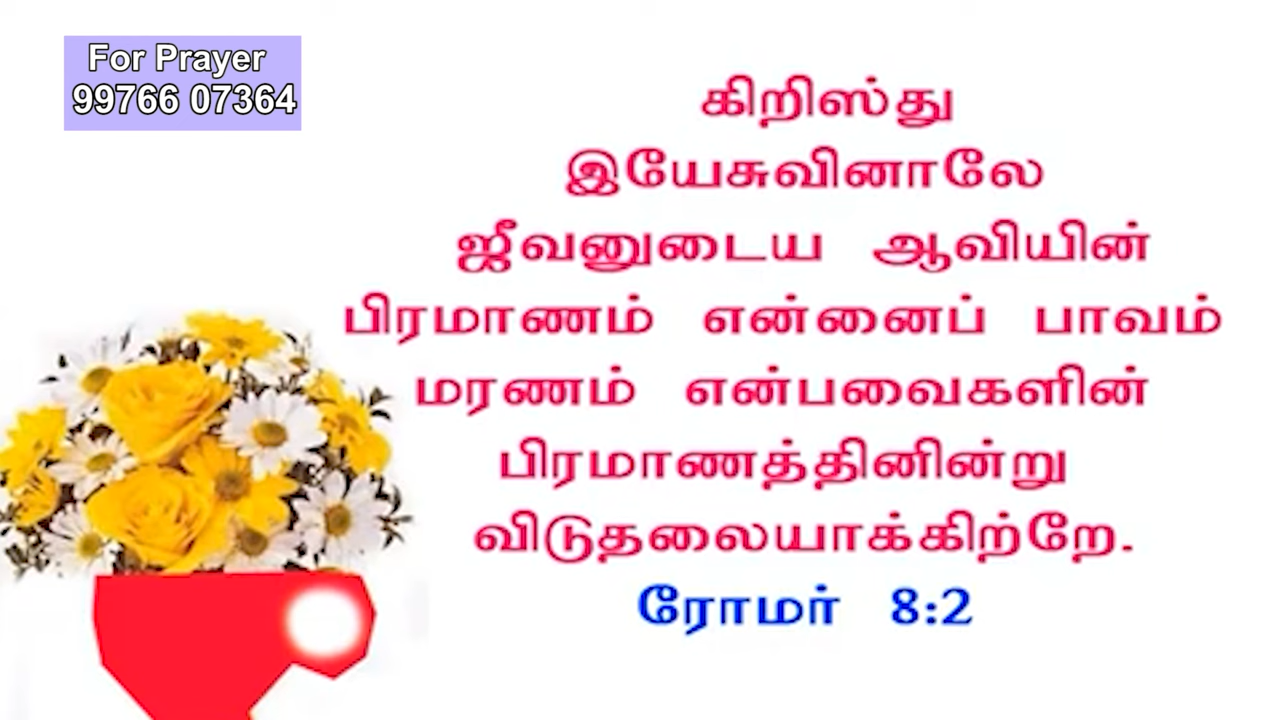 For Prayer
99766 07364
கிறிஸ்து
இயேசுவினாலே
ஜீவனுடைய ஆவியின்
பிரமாணம் என்னைப் பாவம்
மரணம் என்பவைகளின்
பிரமாணத்தினின்று
விடுதலையாக்கிற்றே.
ரோமர் 8:2